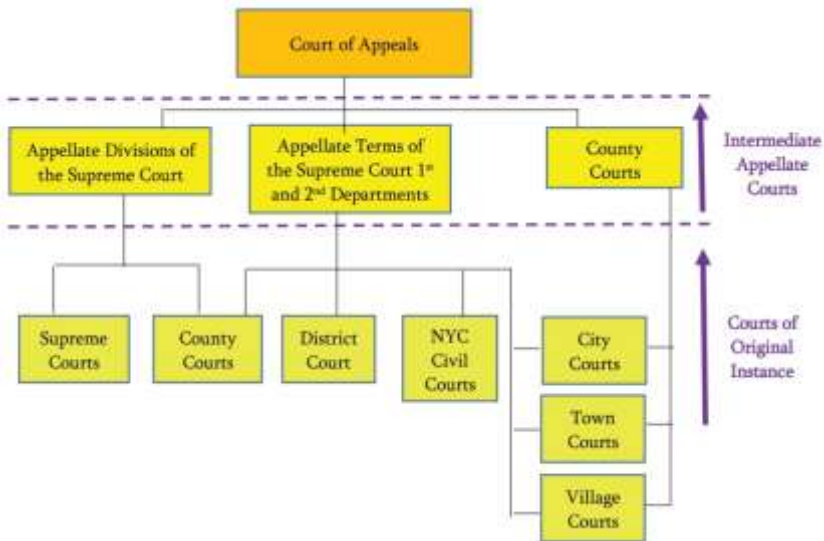 Court of Appeals
Appellate Divisions of
the Supreme Court
Appellate Terms of
the Supreme Court 1st
and 2nd Departments
County
Courts
Intermediate
Appellate
Courts
Supreme
Courts
County
Courts
District
Court
NYC
Civil
Courts
City
Courts
Town
Courts
Village
Courts
Courts of
Original
Instance